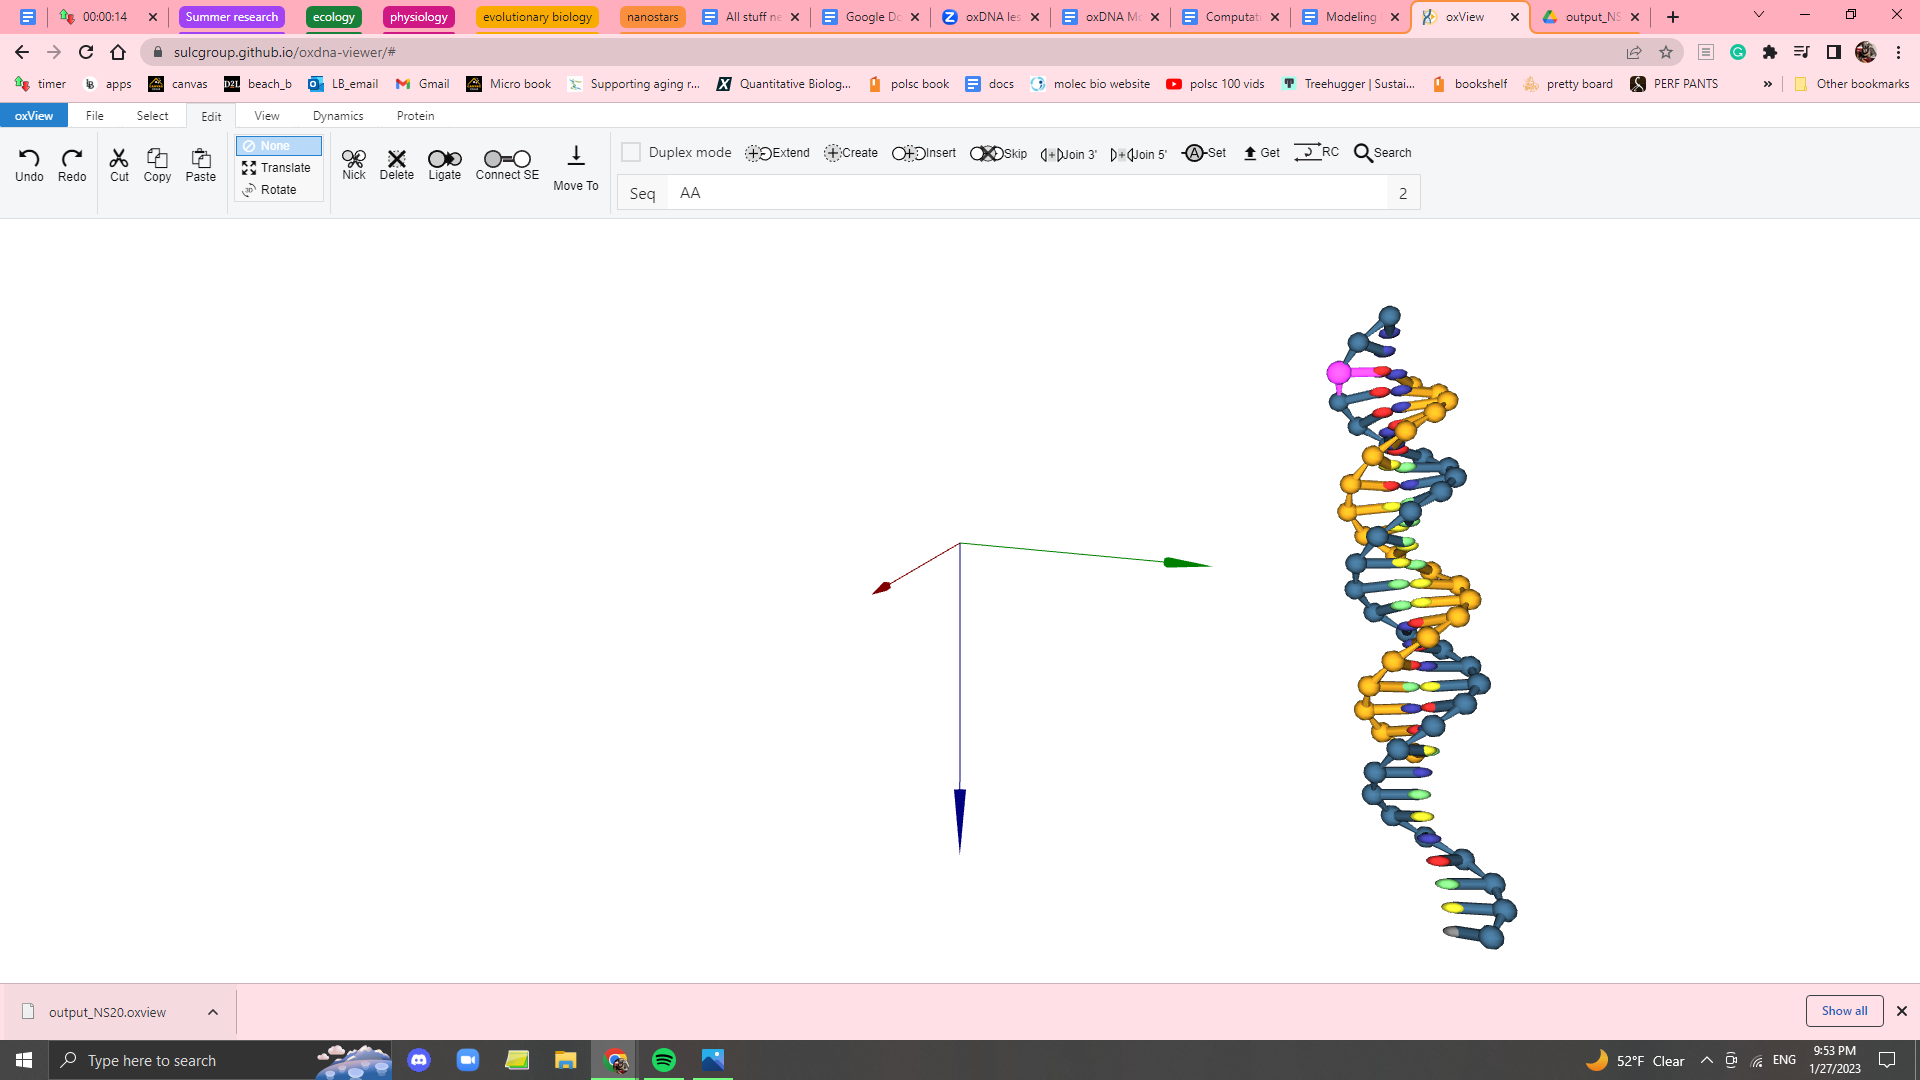 00:00:14 Summer research ecology physiology evolutionary biology nanostars All stuff ne Google Do oxDNA les oxDNA Mo Computat Modeling oxView output_NS
sulcgroup.github.io/oxdna-viewer/#
timer apps canvas beach_b LB_email Gmail Micro book Supporting aging r... Quantitative Biolog... polsc book docs molec bio website polsc 100 vids Treehugger | Sustai... bookshelf pretty board PERF PANTS » Other bookmarks
oxView File Select Edit View Dynamics Protein
None
Duplex mode Extend Create Insert Skip Join 3' Join 5' Set Get RC Search
Translate
Undo Redo Cut Copy Paste Nick Delete Ligate Connect SE Move To
Rotate
Seq AA 2
output_NS20.oxview Show all
Type here to search 52°F Clear ENG 9:53 PM
1/27/2023